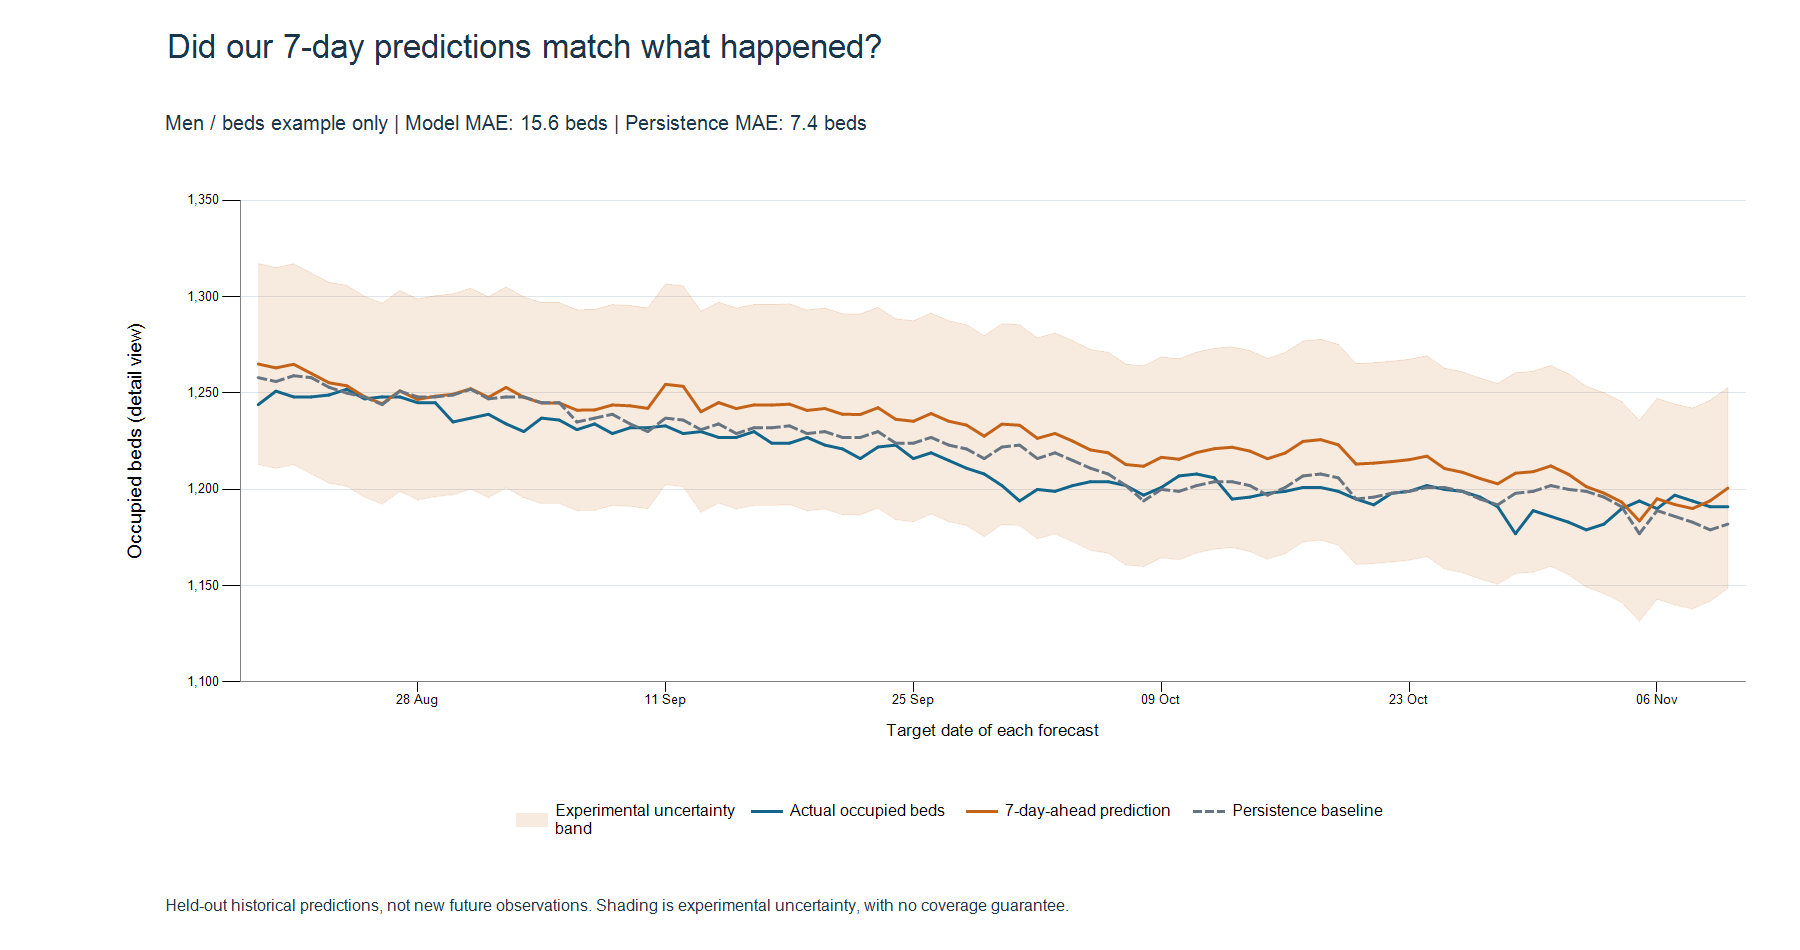 Did our 7-day predictions match what happened?
Men / beds example only | Model MAE: 15.6 beds | Persistence MAE: 7.4 beds
Occupied beds (detail view)
1,350
1,300
1,250
1,200
1,150
1,100
28 Aug
11 Sep
25 Sep
09 Oct
23 Oct
06 Nov
Target date of each forecast
Experimental uncertainty
band
Actual occupied beds
7-day-ahead prediction
Persistence baseline
Held-out historical predictions, not new future observations. Shading is experimental uncertainty, with no coverage guarantee.